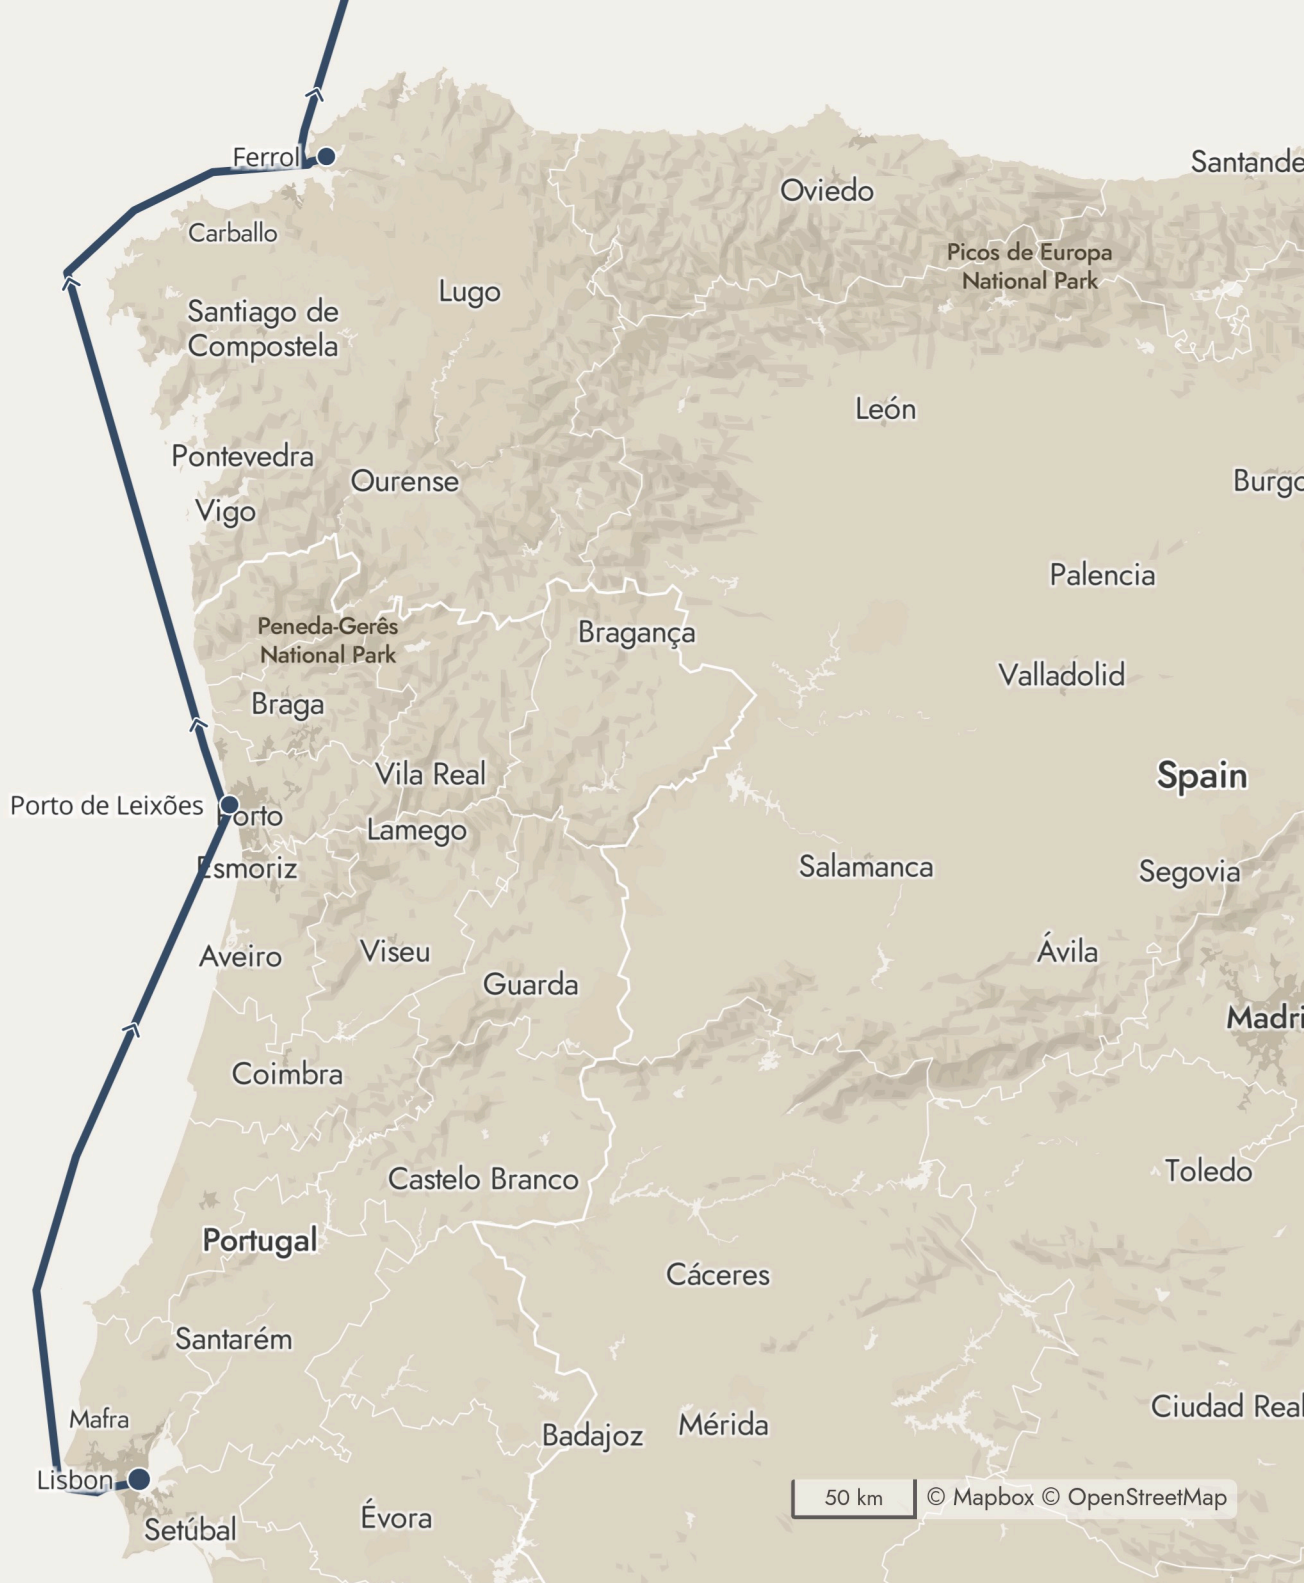 Ferrol
Santande
Oviedo
Carballo
Picos de Europa
National Park
Lugo
Santiago de
Compostela
León
Pontevedra
Ourense
Burgo
Vigo
Palencia
Peneda-Gerês
National Park
Bragança
Valladolid
Braga
Vila Real
Spain
Porto de Leixões
Porto
Lamego
Esmoriz
Salamanca
Segovia
Aveiro
Viseu
Ávila
Guarda
Madri
Coimbra
Castelo Branco
Toledo
Portugal
Cáceres
Santarém
Mafra
Badajoz
Mérida
Ciudad Real
Lisbon
Setúbal
Évora
50 km
© Mapbox © OpenStreetMap